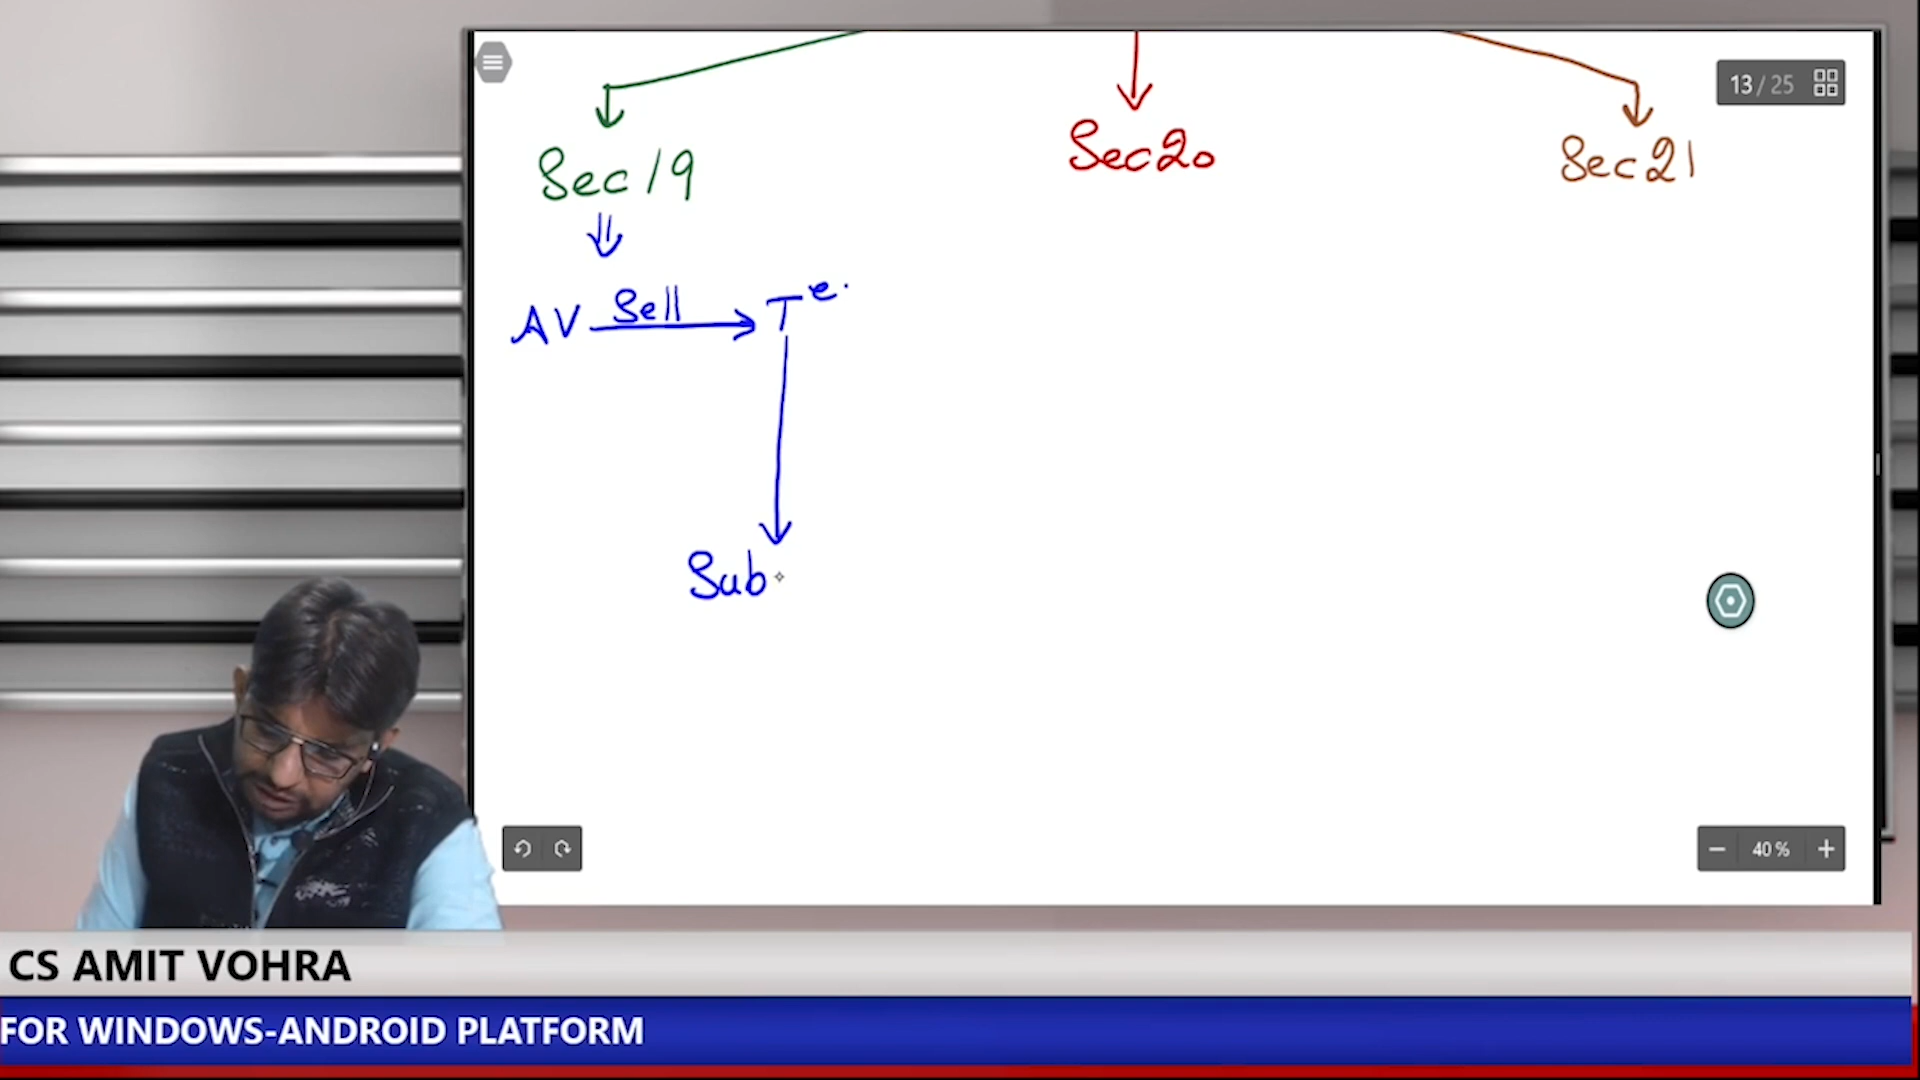 13 / 25
Sec 19
Sec 20
Sec 21
AV Sell T e.
Sub
40 %
CS AMIT VOHRA
FOR WINDOWS-ANDROID PLATFORM